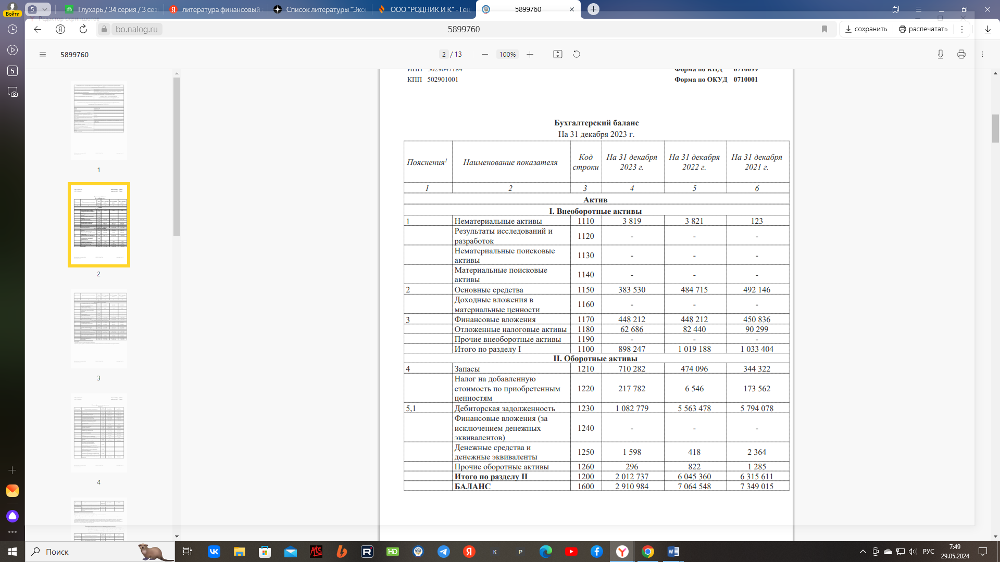 Войти
5
Глухарь / 34 серия / 3 сез
литература финансовый
Список литературы "Эко
ООО "РОДНИК И К" - Ген
5899760
Редактор скриншотов
bo.nalog.ru
5899760
сохранить
распечатать
5
5899760
2 / 13
100%
1
2
3
4
ИНН 5029047184
Форма по КНД 0710099
КПП 502901001
Форма по ОКУД 0710001
Бухгалтерский баланс
На 31 декабря 2023 г.
Пояснения1 Наименование показателя Код строки На 31 декабря 2023 г. На 31 декабря 2022 г. На 31 декабря 2021 г.
1 2 3 4 5 6
Актив
I. Внеоборотные активы
1 Нематериальные активы 1110 3 819 3 821 123
Результаты исследований и
разработок 1120 - - -
Нематериальные поисковые
активы 1130 - - -
Материальные поисковые
активы 1140 - - -
2 Основные средства 1150 383 530 484 715 492 146
Доходные вложения в
материальные ценности 1160 - - -
3 Финансовые вложения 1170 448 212 448 212 450 836
Отложенные налоговые активы 1180 62 686 82 440 90 299
Прочие внеоборотные активы 1190 - - -
Итого по разделу I 1100 898 247 1 019 188 1 033 404
II. Оборотные активы
4 Запасы 1210 710 282 474 096 344 322
Налог на добавленную
стоимость по приобретенным
ценностям 1220 217 782 6 546 173 562
5,1 Дебиторская задолженность 1230 1 082 779 5 563 478 5 794 078
Финансовые вложения (за
исключением денежных
эквивалентов) 1240 - - -
Денежные средства и
денежные эквиваленты 1250 1 598 418 2 364
Прочие оборотные активы 1260 296 822 1 285
Итого по разделу II 1200 2 012 737 6 045 360 6 315 611
БАЛАНС 1600 2 910 984 7 064 548 7 349 015
Поиск
РУС
7:49
29.05.2024